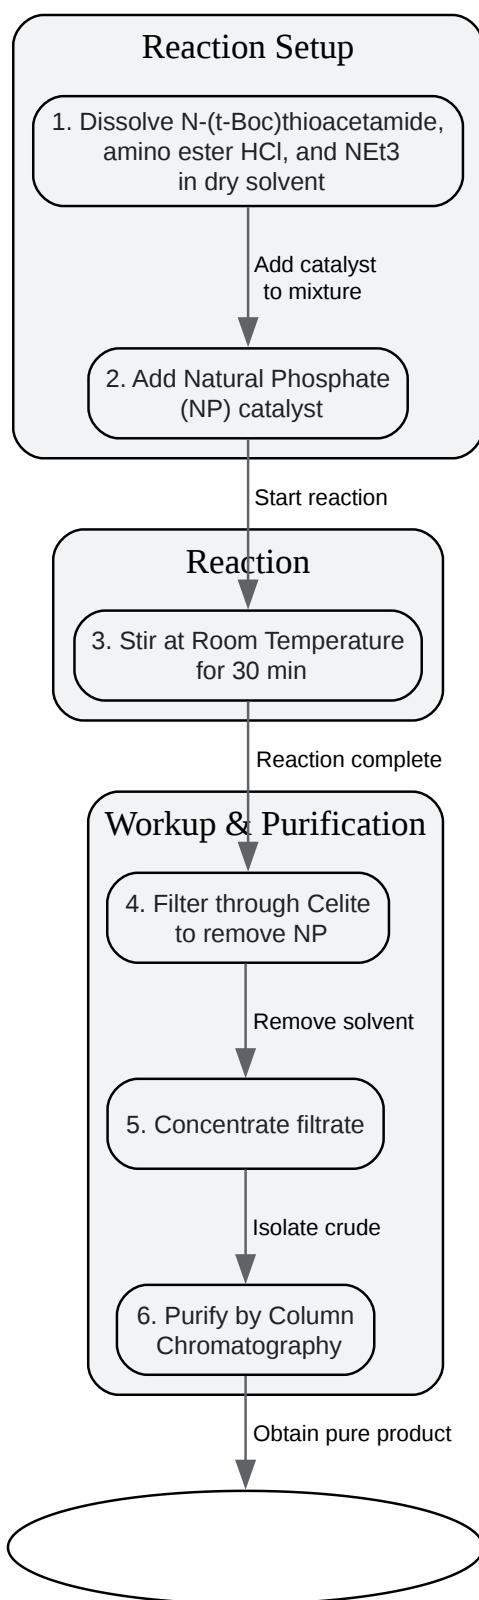 Reaction Setup
1. Dissolve N-(t-Boc)thioacetamide,
amino ester HCl, and NEt3
in dry solvent
Add catalyst
to mixture
2. Add Natural Phosphate
(NP) catalyst
Start reaction
Reaction
3. Stir at Room Temperature
for 30 min
Reaction complete
Workup & Purification
4. Filter through Celite
to remove NP
Remove solvent
5. Concentrate filtrate
Isolate crude
6. Purify by Column
Chromatography
Obtain pure product